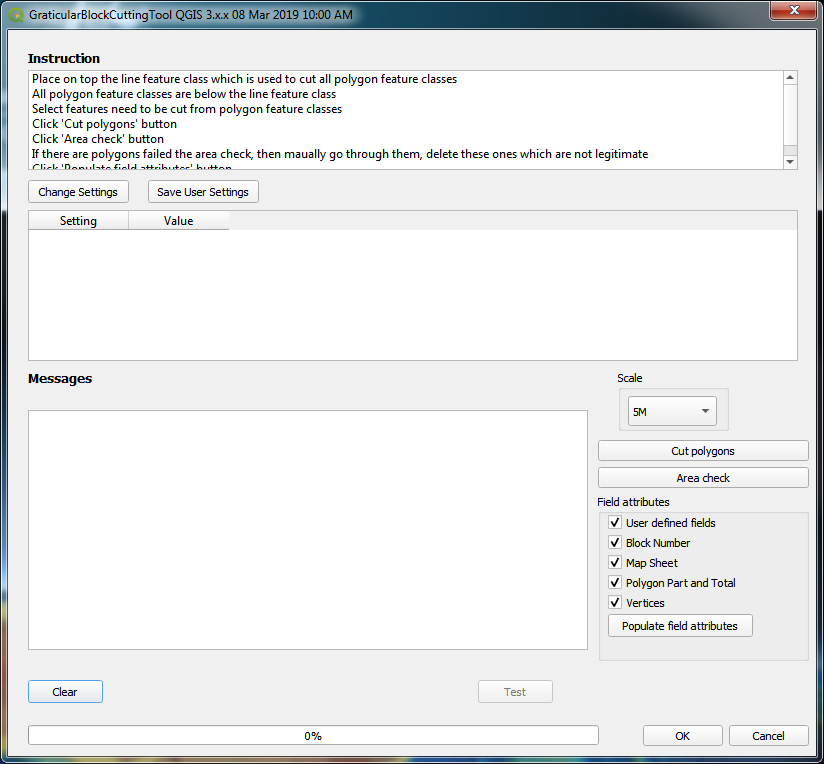 GraticularBlockCuttingTool QGIS 3.x.x 08 Mar 2019 10:00 AM
Instruction
Place on top the line feature class which is used to cut all polygon feature classes
All polygon feature classes are below the line feature class
Select features need to be cut from polygon feature classes
Click 'Cut polygons' button
Click 'Area check' button
If there are polygons failed the area check, then maually go through them, delete these ones which are not legitimate
Click 'Populate field attributes' button
Change Settings
Save User Settings
Setting
Value
Messages
Scale
5M
Cut polygons
Area check
Field attributes
User defined fields
Block Number
Map Sheet
Polygon Part and Total
Vertices
Populate field attributes
Clear
Test
0%
OK
Cancel